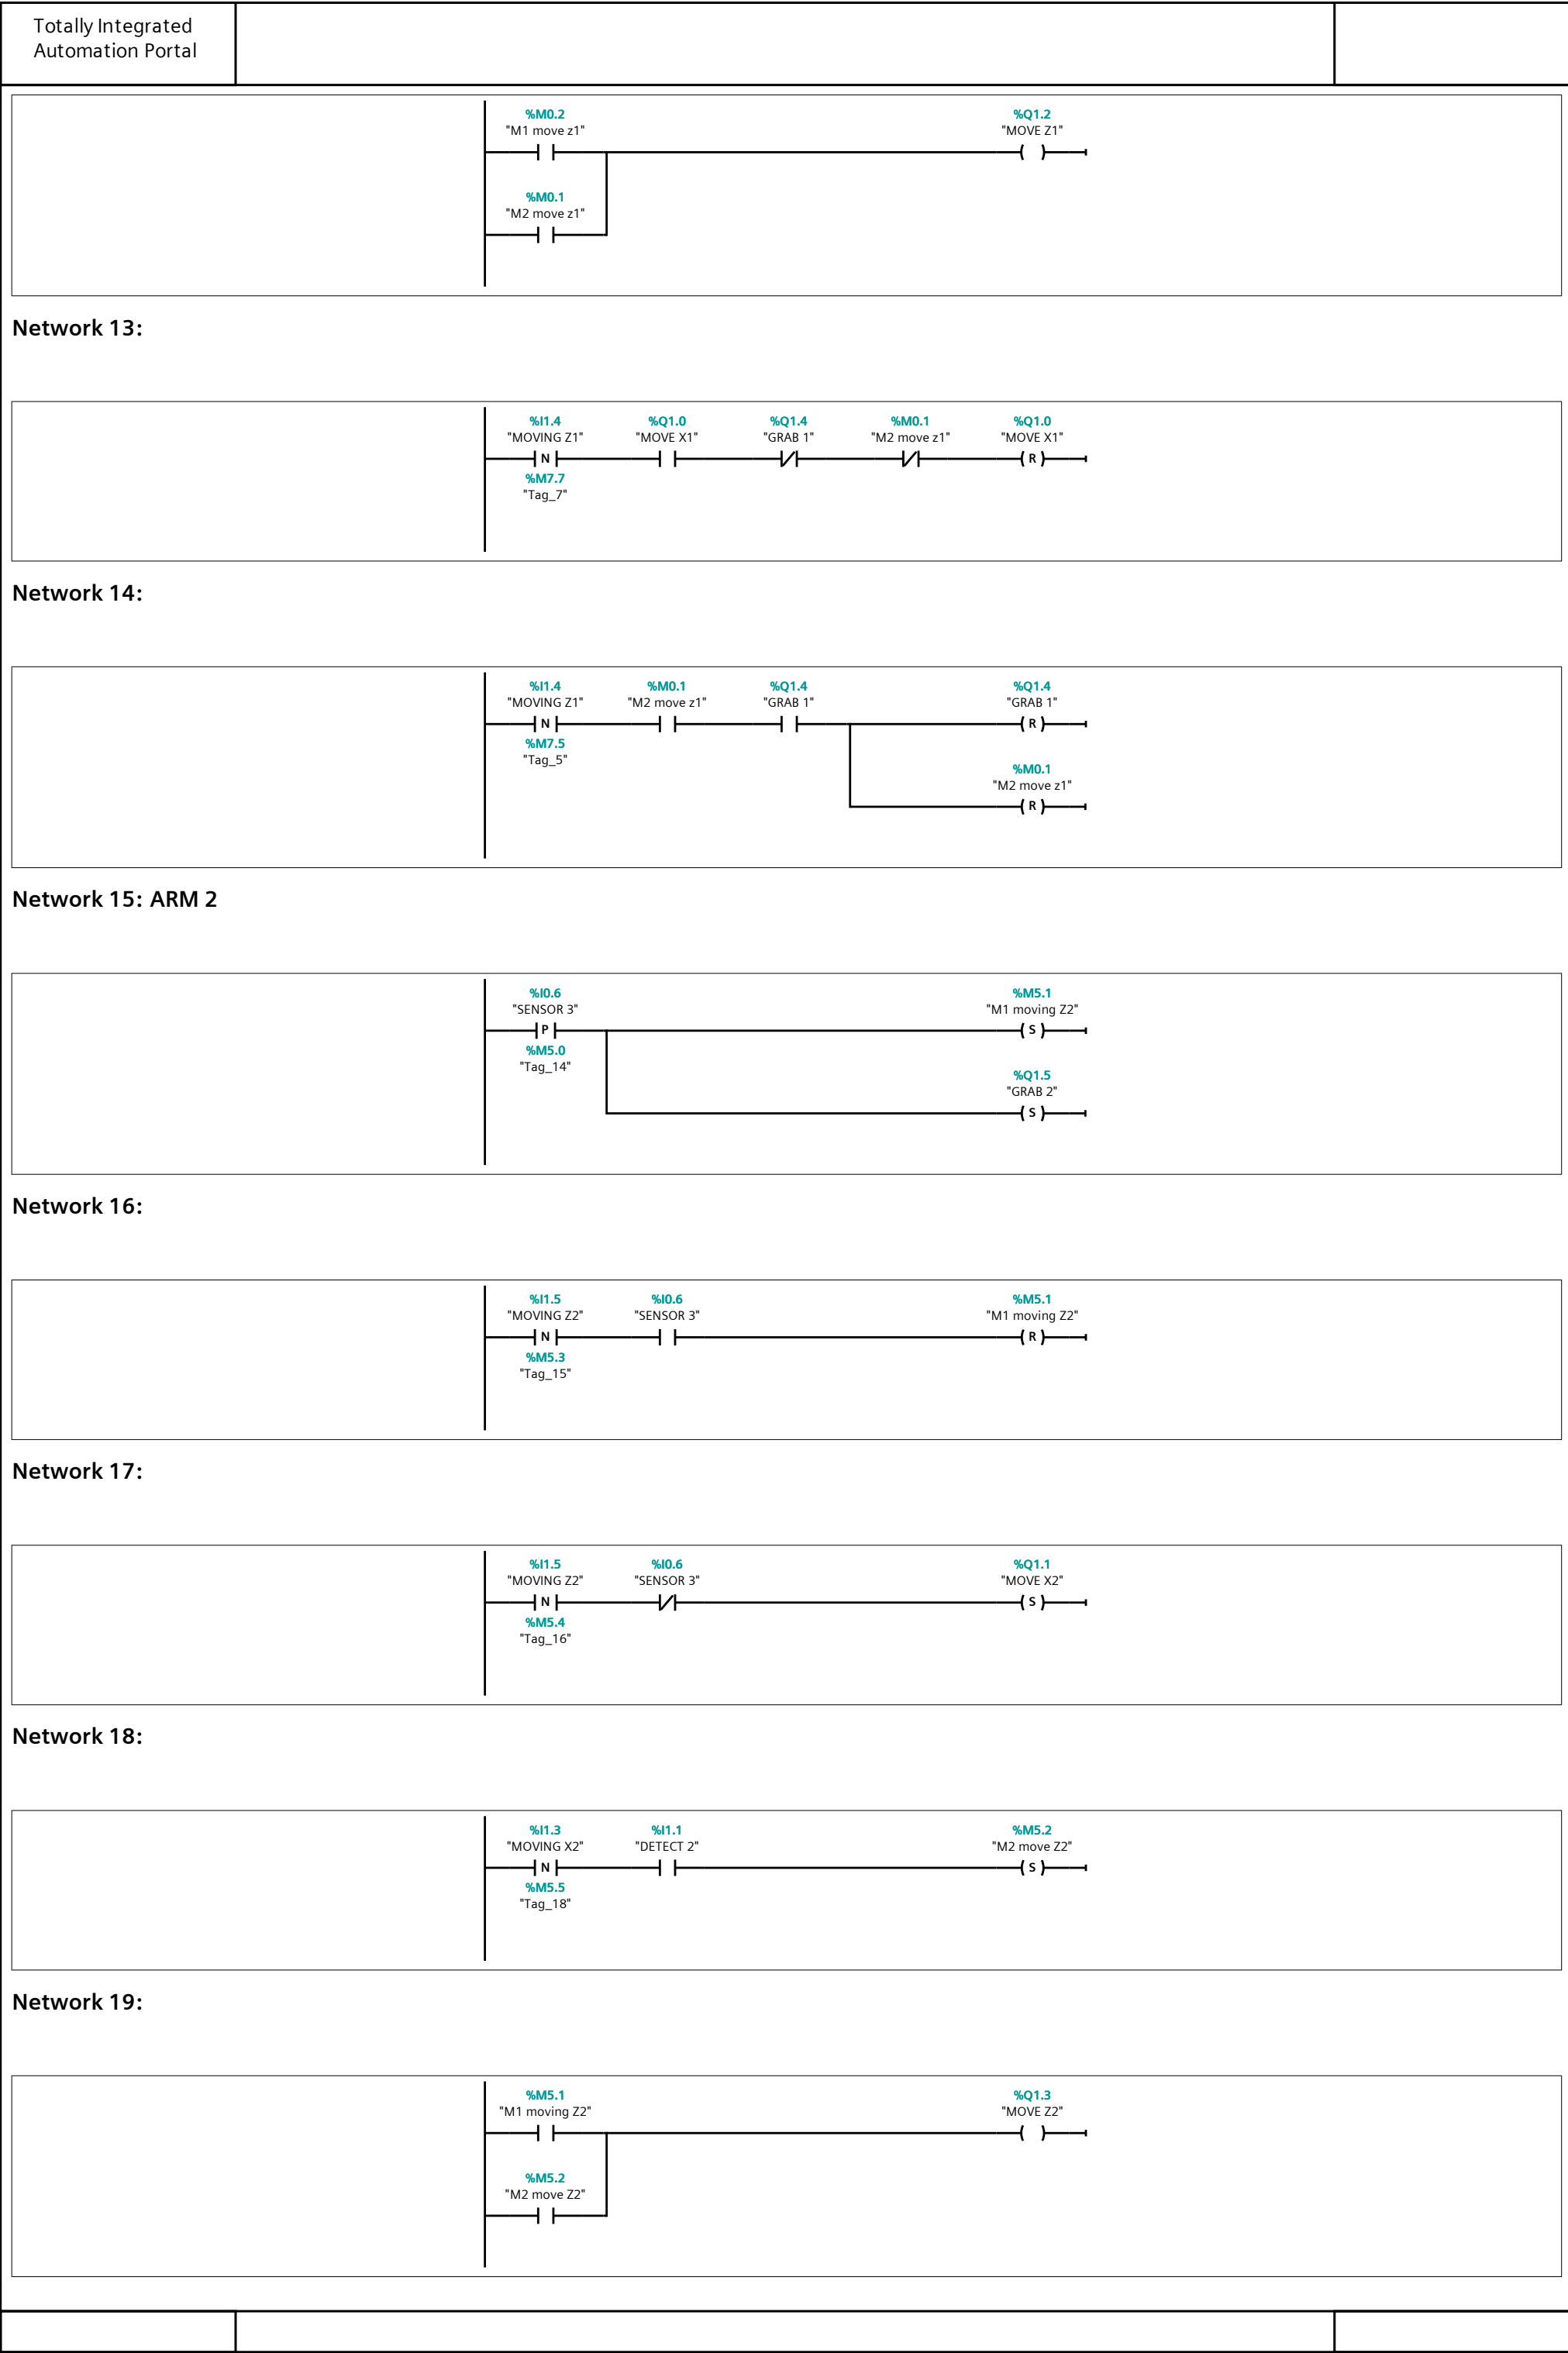 Totally Integrated
Automation Portal
%M0.2
"M1 move z1"
%Q1.2
"MOVE Z1"
%M0.1
"M2 move z1"
Network 13:
%I1.4
"MOVING Z1"
%Q1.0
"MOVE X1"
%Q1.4
"GRAB 1"
%M0.1
"M2 move z1"
%Q1.0
"MOVE X1"
N
R
%M7.7
"Tag_7"
Network 14:
%I1.4
"MOVING Z1"
%M0.1
"M2 move z1"
%Q1.4
"GRAB 1"
%Q1.4
"GRAB 1"
N
R
%M7.5
"Tag_5"
%M0.1
"M2 move z1"
R
Network 15: ARM 2
%I0.6
"SENSOR 3"
%M5.1
"M1 moving Z2"
P
S
%M5.0
"Tag_14"
%Q1.5
"GRAB 2"
S
Network 16:
%I1.5
"MOVING Z2"
%I0.6
"SENSOR 3"
%M5.1
"M1 moving Z2"
N
R
%M5.3
"Tag_15"
Network 17:
%I1.5
"MOVING Z2"
%I0.6
"SENSOR 3"
%Q1.1
"MOVE X2"
N
S
%M5.4
"Tag_16"
Network 18:
%I1.3
"MOVING X2"
%I1.1
"DETECT 2"
%M5.2
"M2 move Z2"
N
S
%M5.5
"Tag_18"
Network 19:
%M5.1
"M1 moving Z2"
%Q1.3
"MOVE Z2"
%M5.2
"M2 move Z2"